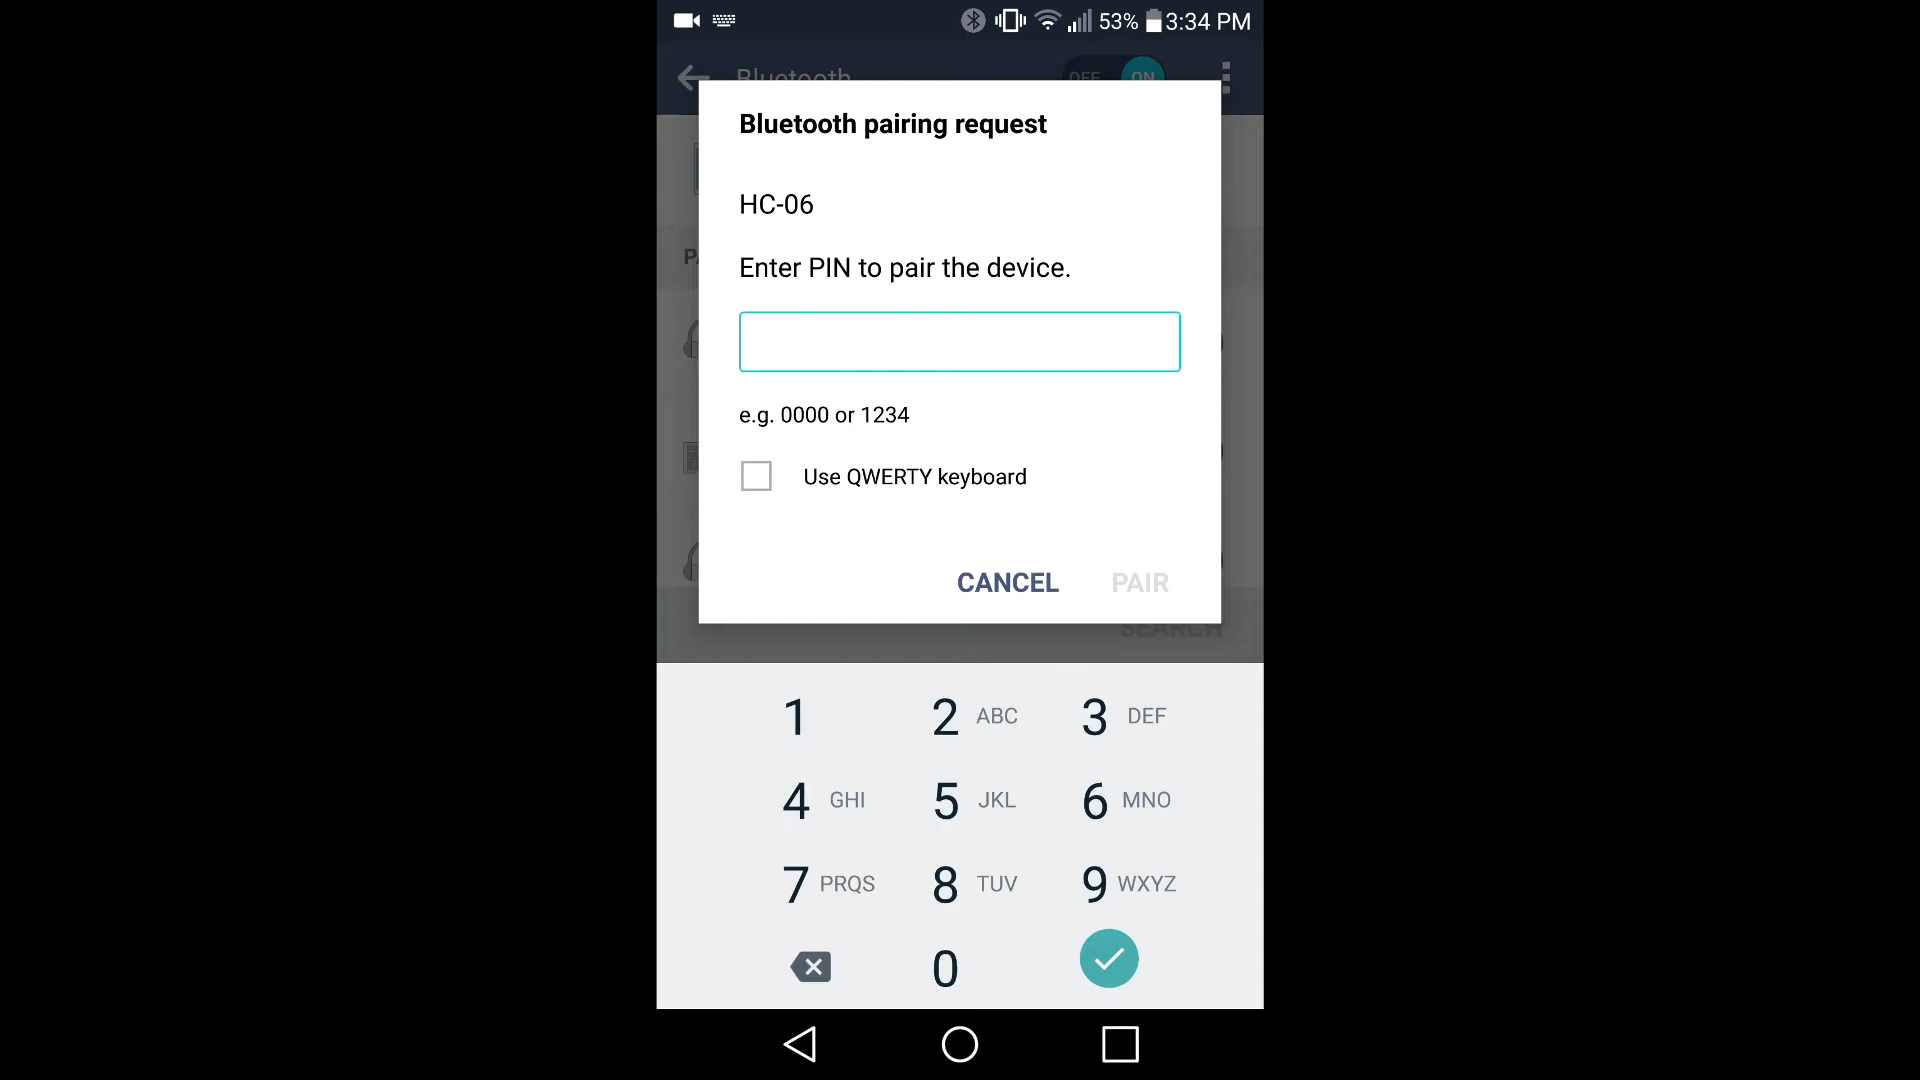 53% 3:34 PM
Bluetooth OFF ON
Bluetooth pairing request
HC-06
Enter PIN to pair the device.
e.g. 0000 or 1234
Use QWERTY keyboard
CANCEL PAIR
SEARCH
1 2 ABC 3 DEF
4 GHI 5 JKL 6 MNO
7 PRQS 8 TUV 9 WXYZ
0